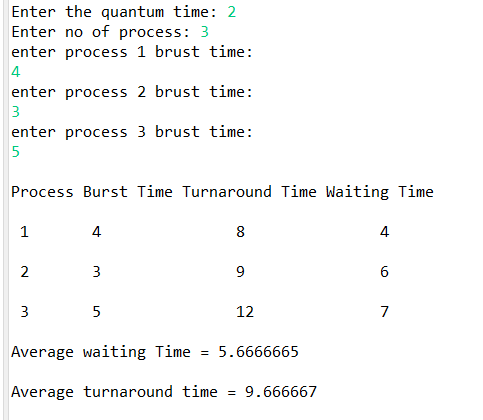 Enter the quantum time: 2
Enter no of process: 3
enter process 1 brust time:
4
enter process 2 brust time:
3
enter process 3 brust time:
5
Process Burst Time Turnaround Time Waiting Time
1 4 8 4
2 3 9 6
3 5 12 7
Average waiting Time = 5.6666665
Average turnaround time = 9.666667